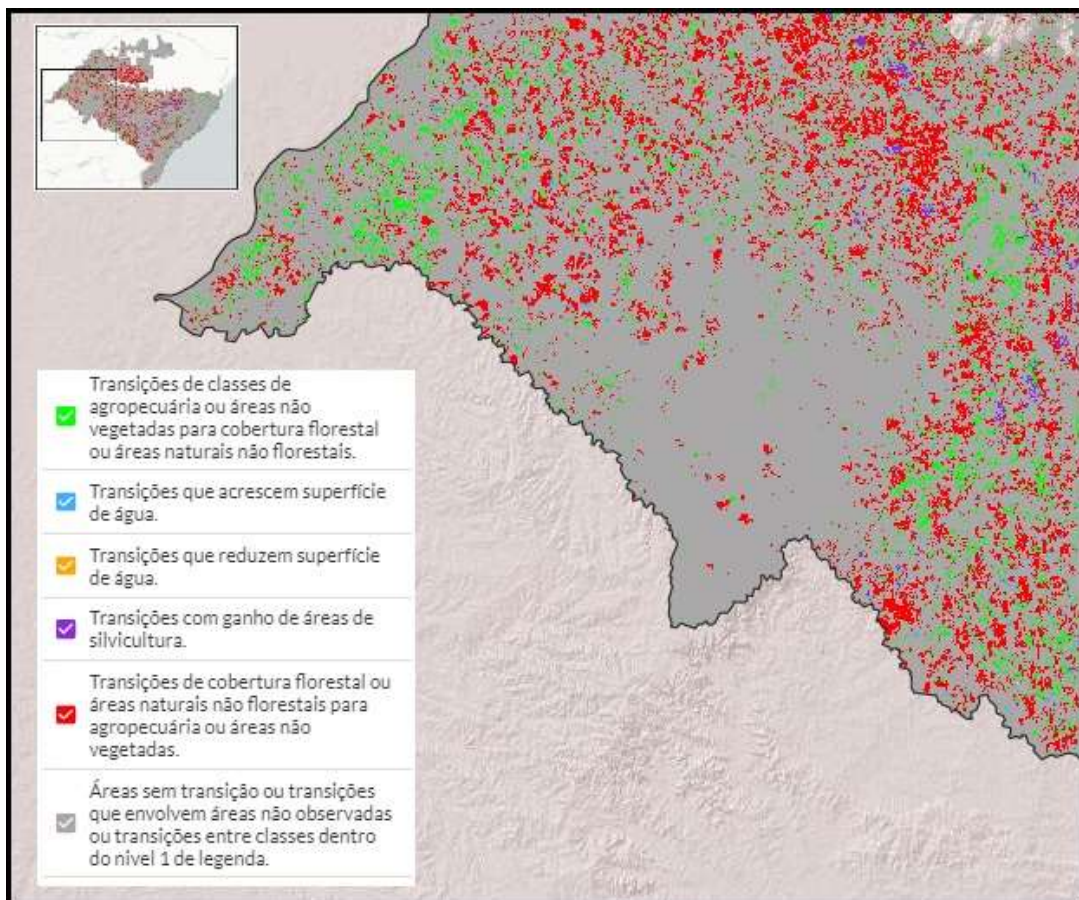 Transições de classes de
agropecuária ou áreas não
vegetadas para cobertura florestal
ou áreas naturais não florestais.
Transições que acrescem superfície
de água.
Transições que reduzem superfície
de água.
Transições com ganho de áreas de
silvicultura.
Transições de cobertura florestal ou
áreas naturais não florestais para
agropecuária ou áreas não
vegetadas.
Áreas sem transição ou transições
que envolvem áreas não observadas
ou transições entre classes dentro
do nível 1 de legenda.